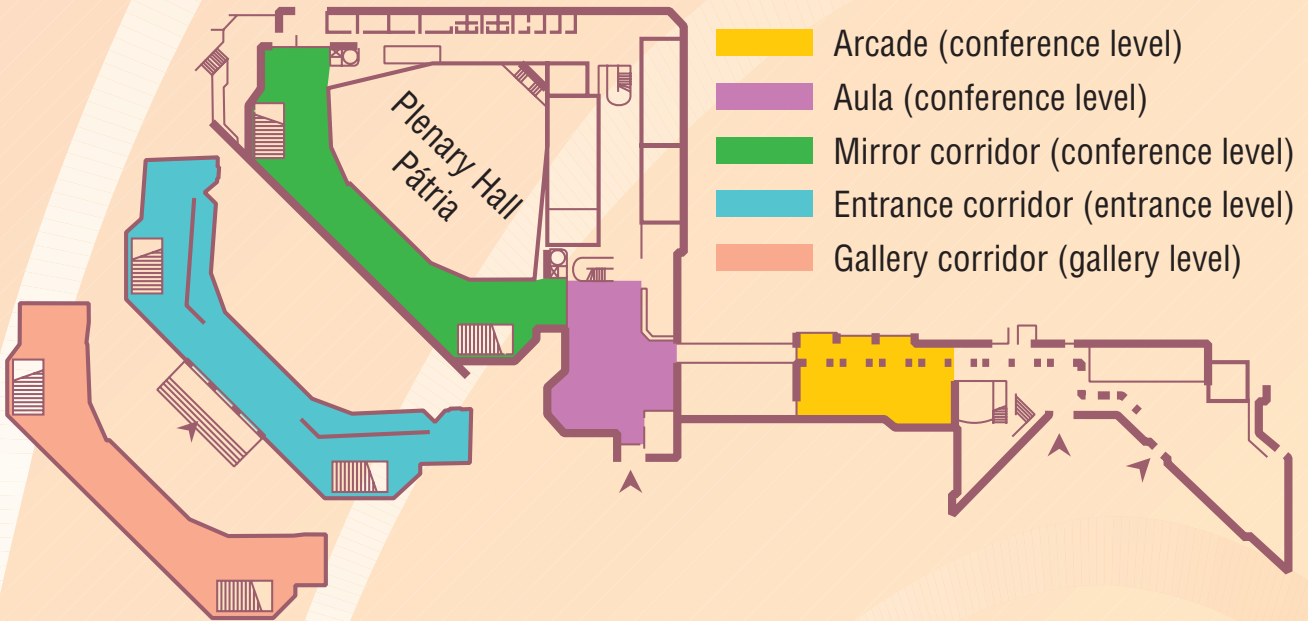 Plenary Hall
Pátria
Arcade (conference level)
Aula (conference level)
Mirror corridor (conference level)
Entrance corridor (entrance level)
Gallery corridor (gallery level)